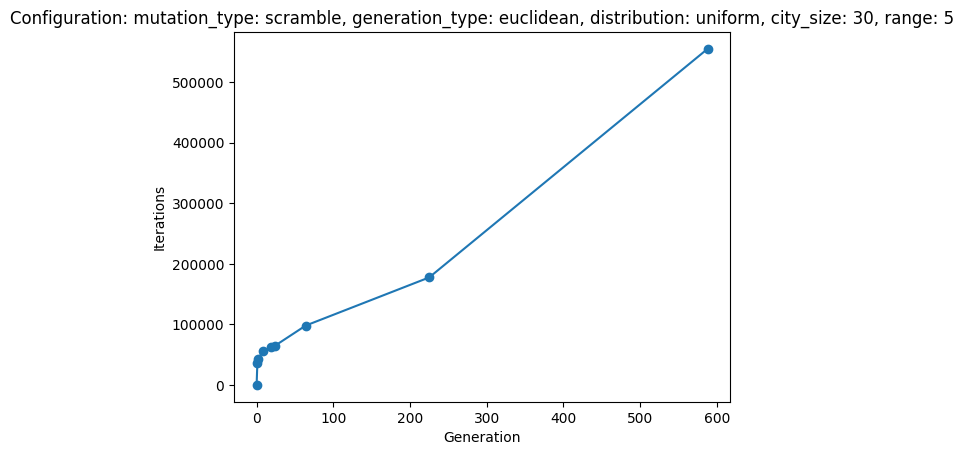 Configuration: mutation_type: scramble, generation_type: euclidean, distribution: uniform, city_size: 30, range: 5
500000
400000
300000
200000
100000
0
Iterations
0 100 200 300 400 500 600
Generation